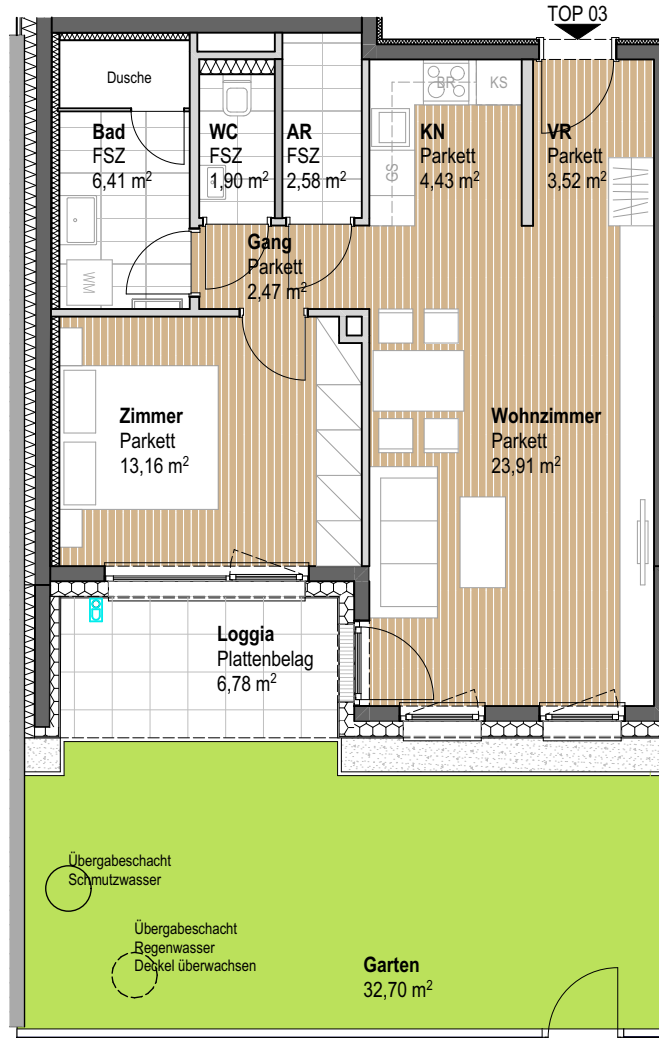 TOP 03
Dusche
BR
KS
Bad
FSZ
6,41 m²
WC
FSZ
1,90 m²
AR
FSZ
2,58 m²
KN
Parkett
4,43 m²
VR
Parkett
3,52 m²
GS
Gang
Parkett
2,47 m²
WM
Zimmer
Parkett
13,16 m²
Wohnzimmer
Parkett
23,91 m²
Loggia
Plattenbelag
6,78 m²
Übergabeschacht
Schmutzwasser
Übergabeschacht
Regenwasser
Deckel überwachsen
Garten
32,70 m²